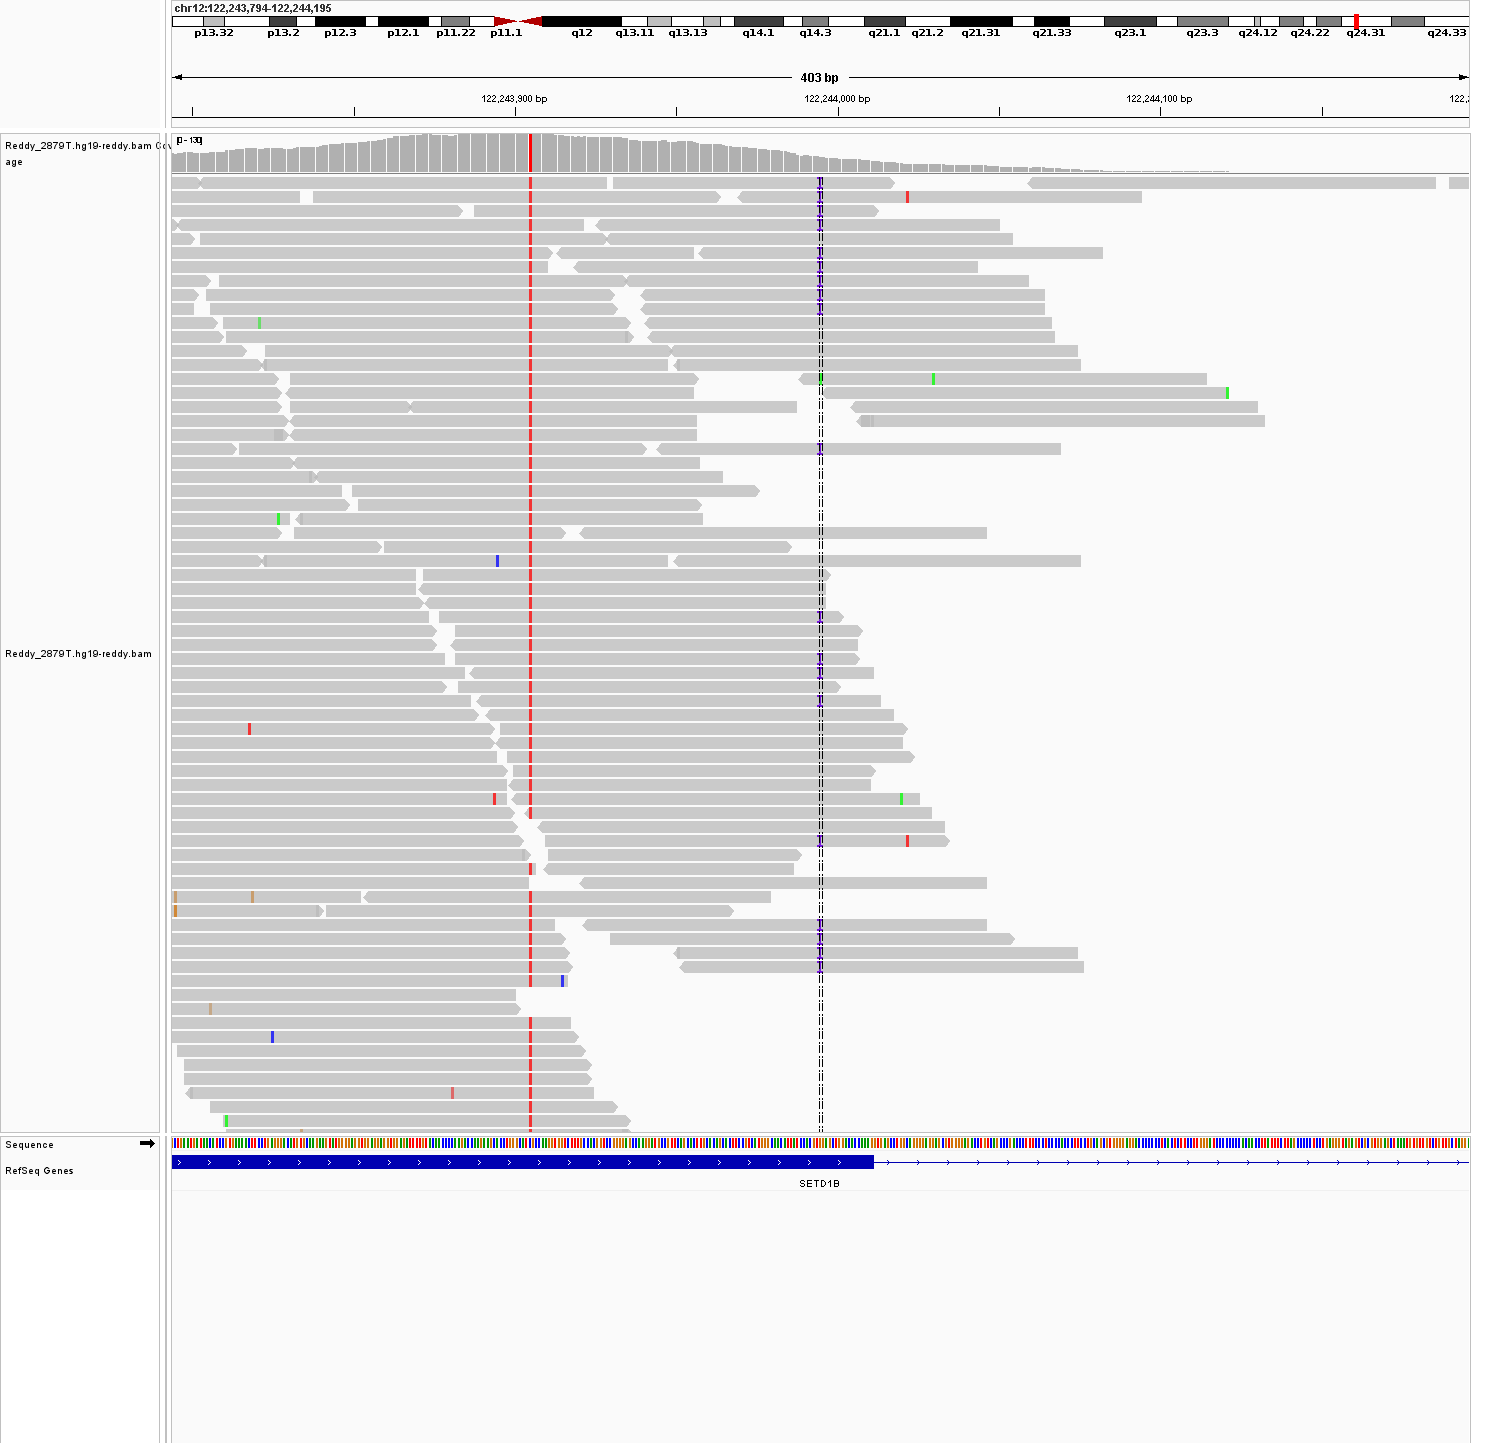 chr12:122,243,794-122,244,195
p13.32 p13.2 p12.3 p12.1 p11.22 p11.1 q12 q13.11 q13.13 q14.1 q14.3 q21.1 q21.2 q21.31 q21.33 q23.1 q23.3 q24.12 q24.22 q24.31 q24.33
403 bp
122,243,900 bp 122,244,000 bp 122,244,100 bp 122,2
[0 - 130]
Reddy_2879T.hg19-reddy.bam Cov
age
Reddy_2879T.hg19-reddy.bam
Sequence
RefSeq Genes
SETD1B